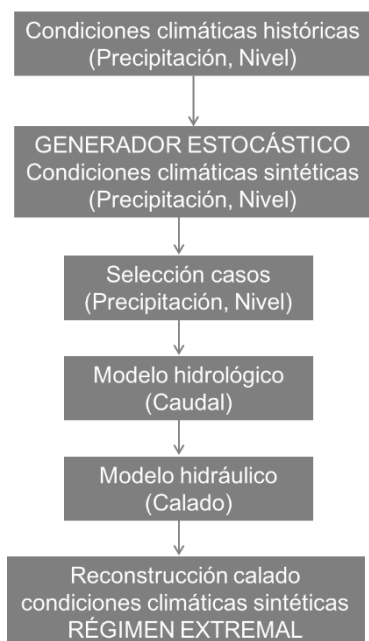 Condiciones climáticas históricas
(Precipitación, Nivel)
GENERADOR ESTOCÁSTICO
Condiciones climáticas sintéticas
(Precipitación, Nivel)
Selección casos
(Precipitación, Nivel)
Modelo hidrológico
(Caudal)
Modelo hidráulico
(Calado)
Reconstrucción calado
condiciones climáticas sintéticas
RÉGIMEN EXTREMAL